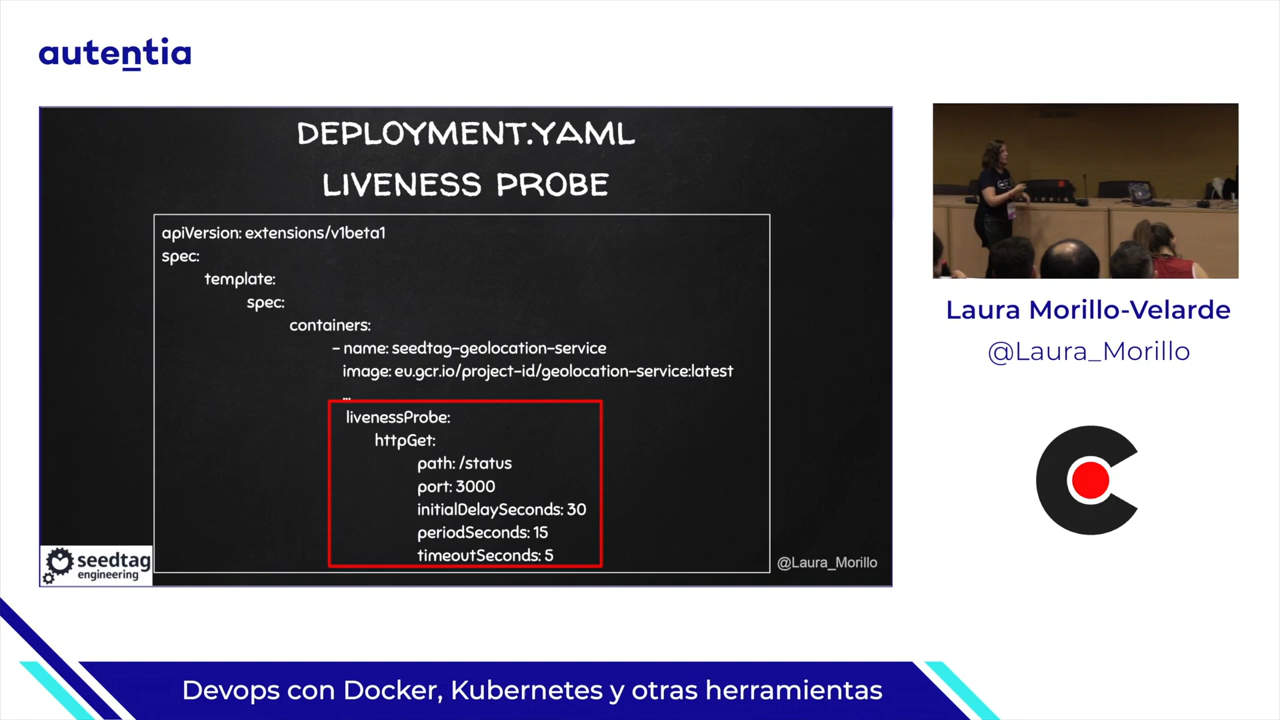 autentia
DEPLOYMENT.YAML
LIVENESS PROBE
apiVersion: extensions/v1beta1
spec:
template:
spec:
containers:
- name: seedtag-geolocation-service
image: eu.gcr.io/project-id/geolocation-service:latest
...
livenessProbe:
httpGet:
path: /status
port: 3000
initialDelaySeconds: 30
periodSeconds: 15
timeoutSeconds: 5
seedtag
engineering
@Laura_Morillo
Laura Morillo-Velarde
@Laura_Morillo
Devops con Docker, Kubernetes y otras herramientas